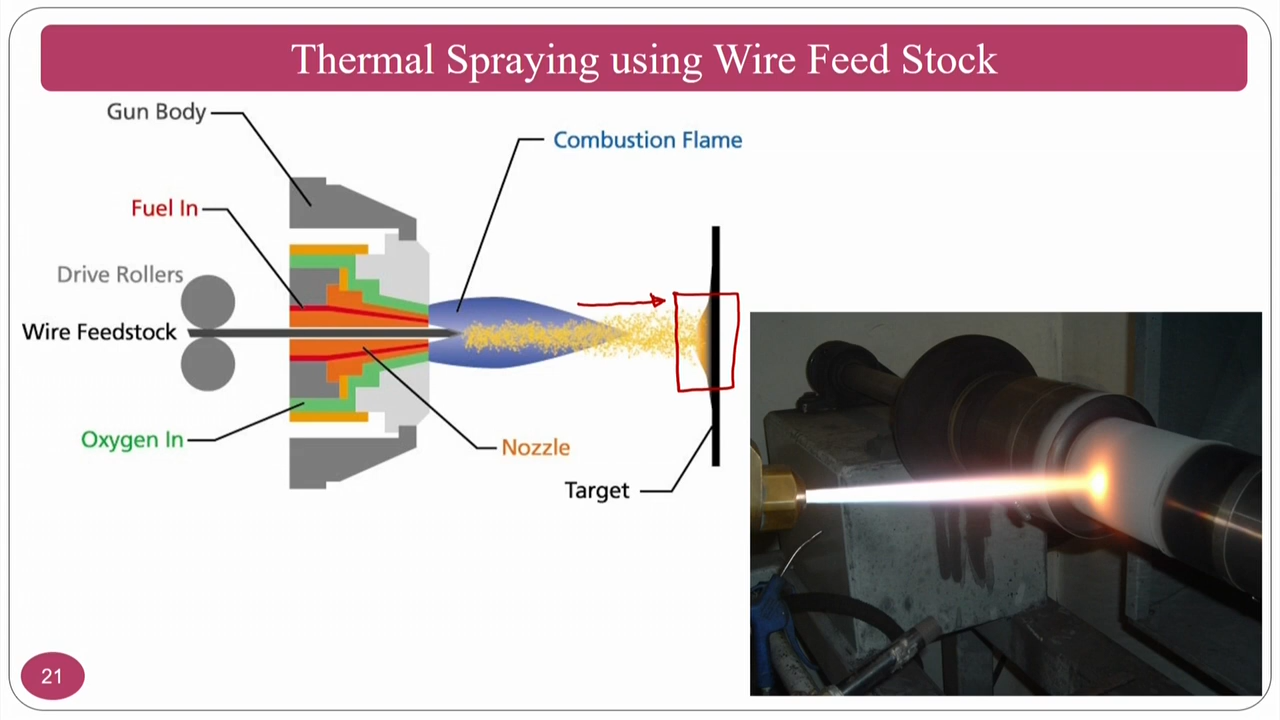 Thermal Spraying using Wire Feed Stock
Gun Body
Combustion Flame
Fuel In
Drive Rollers
Wire Feedstock
Oxygen In
Nozzle
Target
21